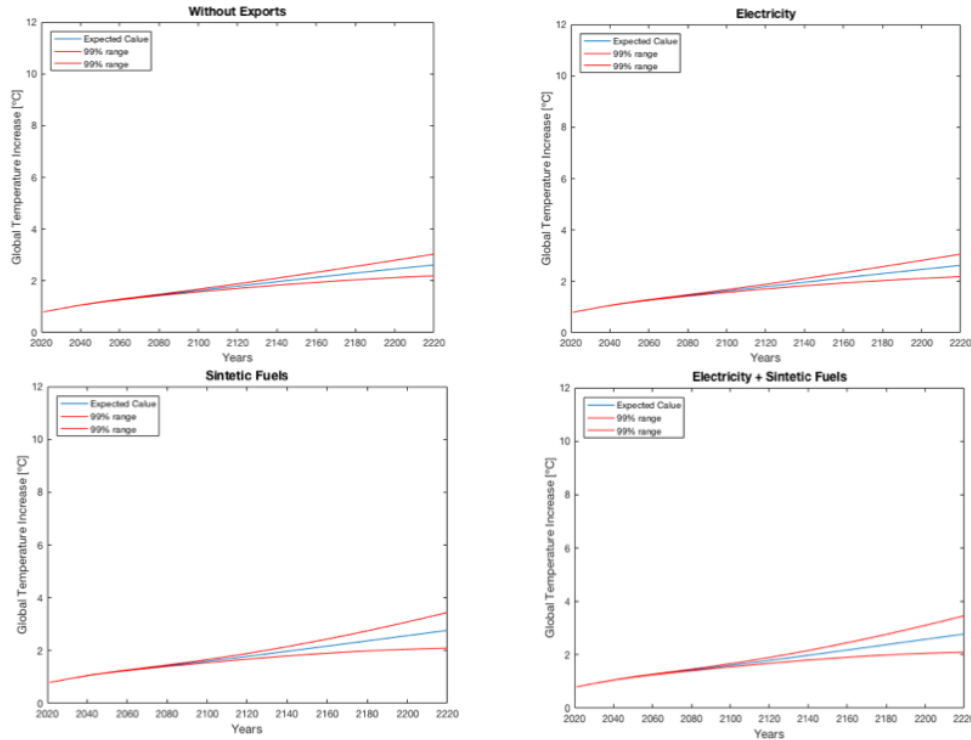 Without Exports
12
10
8
6
4
2
0
Global Temperature Increase [°C]
Expected Calue
99% range
99% range
2020 2040 2060 2080 2100 2120 2140 2160 2180 2200 2220
Years
Electricity
12
10
8
6
4
2
0
Global Temperature Increase [°C]
Expected Calue
99% range
99% range
2020 2040 2060 2080 2100 2120 2140 2160 2180 2200 2220
Years
Sintetic Fuels
12
10
8
6
4
2
0
Global Temperature Increase [°C]
Expected Calue
99% range
99% range
2020 2040 2060 2080 2100 2120 2140 2160 2180 2200 2220
Years
Electricity + Sintetic Fuels
12
10
8
6
4
2
0
Global Temperature Increase [°C]
Expected Calue
99% range
99% range
2020 2040 2060 2080 2100 2120 2140 2160 2180 2200 2220
Years